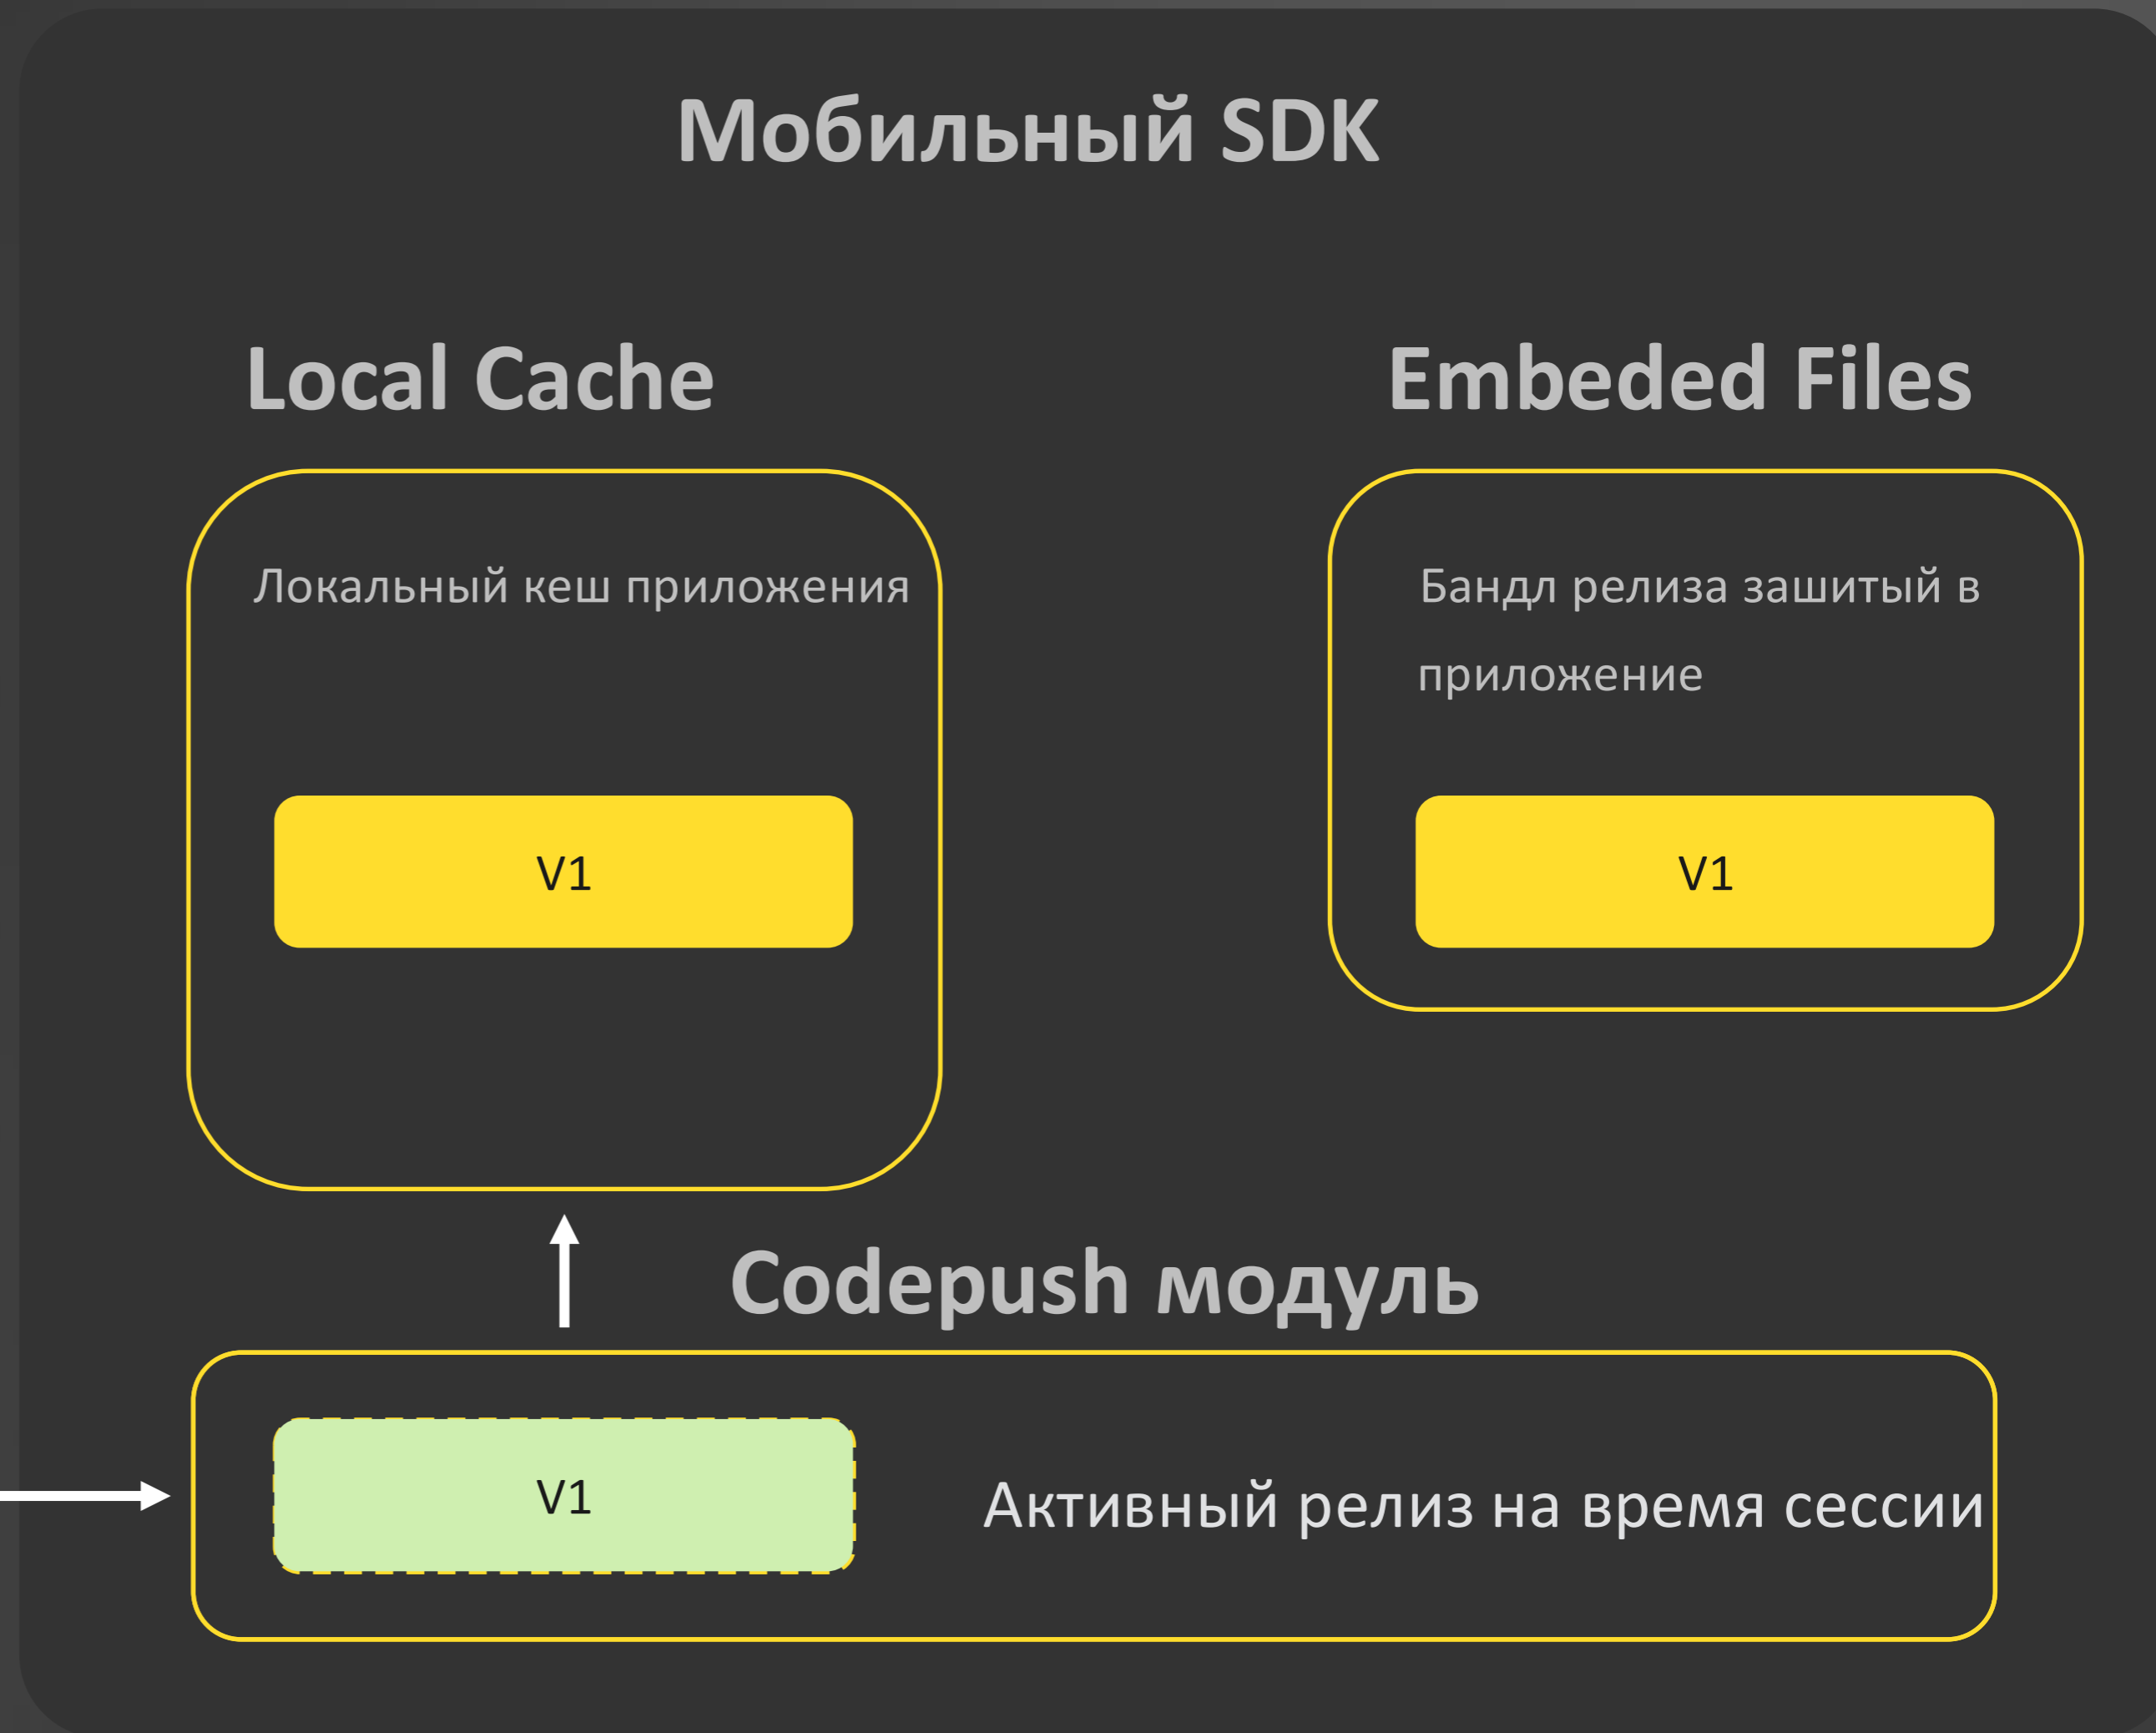 Мобильный SDK
Local Cache
Локальный кеш приложения
V1
Embeded Files
Бандл релиза зашитый в
приложение
V1
Codepush модуль
V1
Активный релиз на время сессии